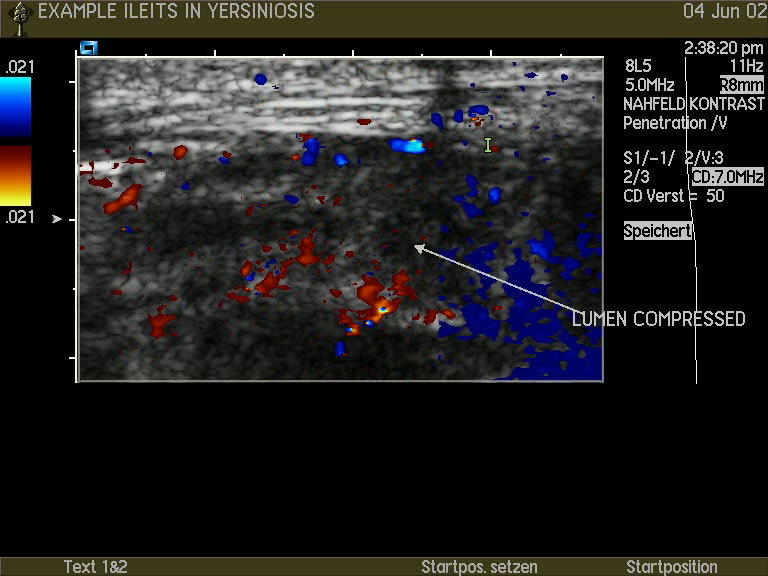 EXAMPLE ILEITS IN YERSINIOSIS
04 Jun 02
2:38:20 pm
.021
.021
8L5 11Hz
5.0MHz R8mm
NAHFELD KONTRAST
Penetration /V
S1/-1/ 2/V:3
2/3 CD:7.0MHz
CD Verst = 50
Speichert
I
LUMEN COMPRESSED
Text 1&2 Startpos. setzen Startposition